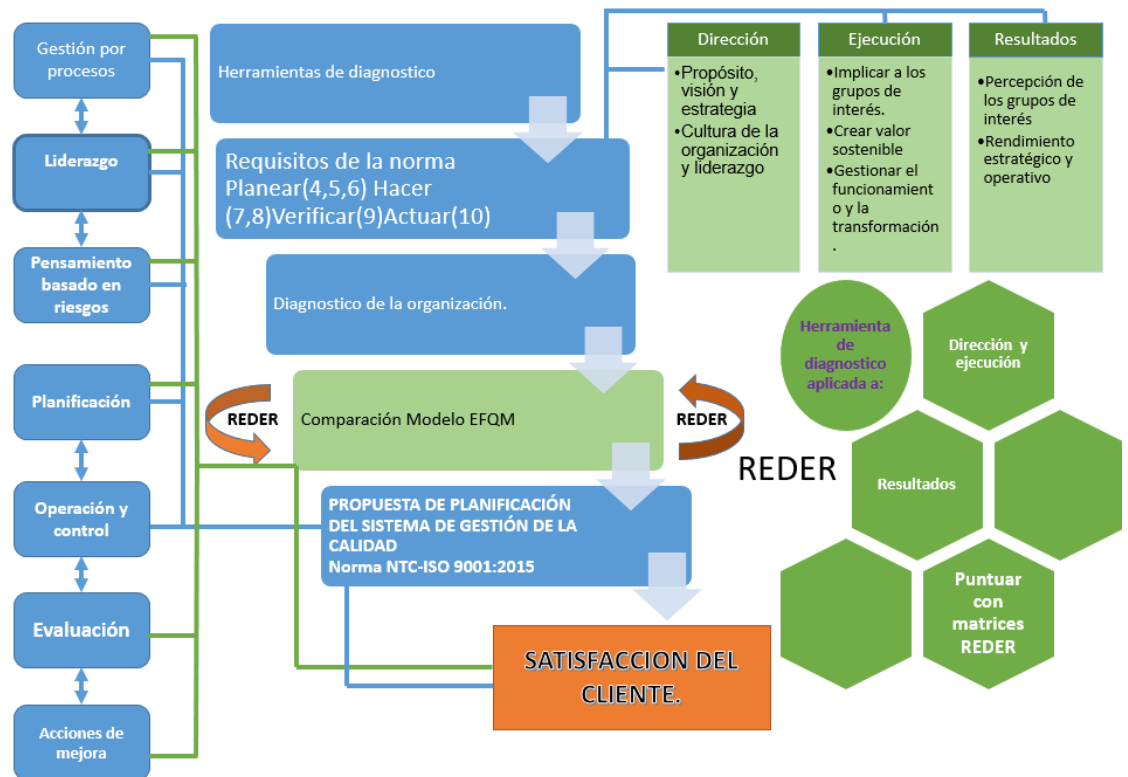 Gestión por
procesos
Liderazgo
Pensamiento
basado en
riesgos
Planificación
Operación y
control
Evaluación
Acciones de
mejora
Herramientas de diagnostico
Requisitos de la norma
Planear(4,5,6) Hacer
(7,8)Verificar(9)Actuar(10)
Diagnostico de la organización.
REDER
Comparación Modelo EFQM
REDER
PROPUESTA DE PLANIFICACIÓN
DEL SISTEMA DE GESTIÓN DE LA
CALIDAD
Norma NTC-ISO 9001:2015
SATISFACCION DEL
CLIENTE.
Dirección
•Propósito,
visión y
estrategia
•Cultura de la
organización
y liderazgo
Ejecución
•Implicar a los
grupos de
interés.
•Crear valor
sostenible
•Gestionar el
funcionamient
o y la
transformación
.
Resultados
•Percepción de
los grupos de
interés
•Rendimiento
estratégico y
operativo
Herramienta
de
diagnostico
aplicada a:
Dirección y
ejecución
REDER
Resultados
Puntuar
con
matrices
REDER